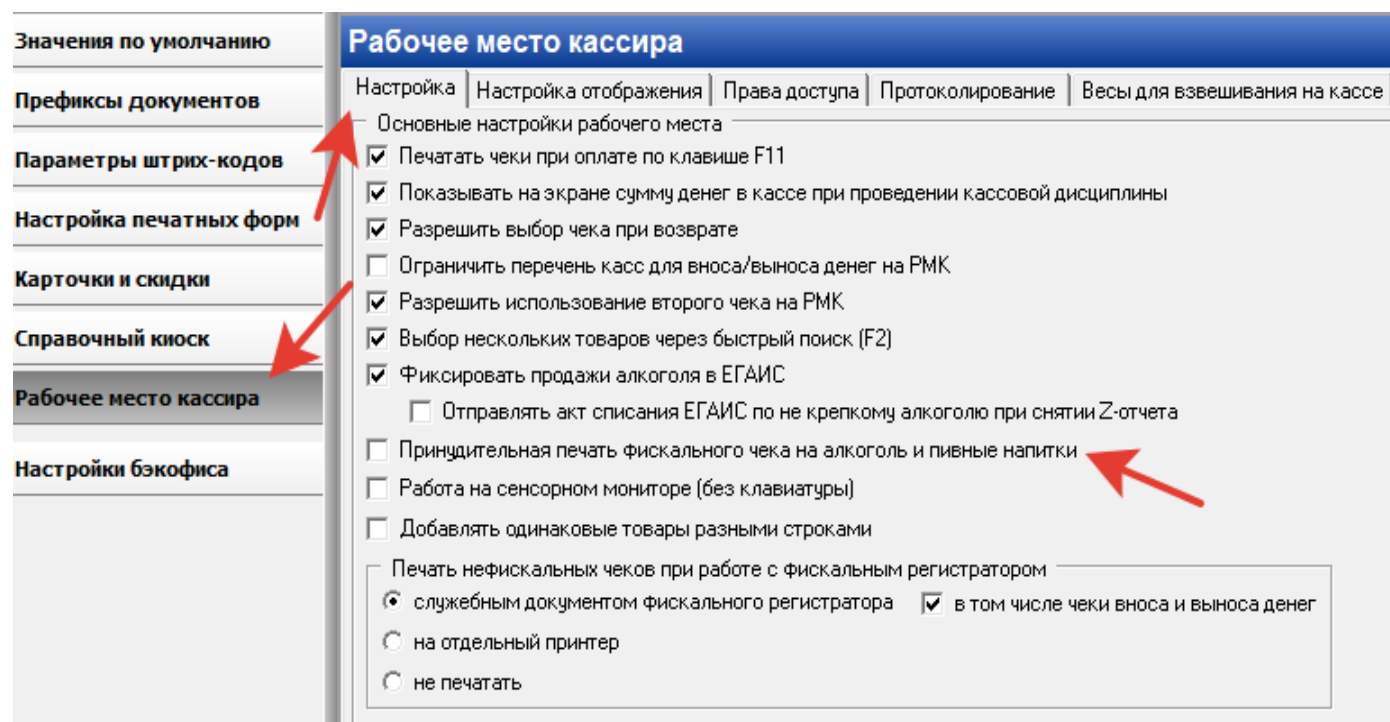 Значения по умолчанию
Префиксы документов
Параметры штрих-кодов
Настройка печатных форм
Карточки и скидки
Справочный киоск
Рабочее место кассира
Настройки бэкофиса
Рабочее место кассира
Настройка Настройка отображения Права доступа Протоколирование Весы для взвешивания на кассе
Основные настройки рабочего места
Печатать чеки при оплате по клавише F11
Показывать на экране сумму денег в кассе при проведении кассовой дисциплины
Разрешить выбор чека при возврате
Ограничить перечень касс для вноса/выноса денег на РМК
Разрешить использование второго чека на РМК
Выбор нескольких товаров через быстрый поиск (F2)
Фиксировать продажи алкоголя в ЕГАИС
Отправлять акт списания ЕГАИС по не крепкому алкоголю при снятии Z-отчета
Принудительная печать фискального чека на алкоголь и пивные напитки
Работа на сенсорном мониторе (без клавиатуры)
Добавлять одинаковые товары разными строками
Печать нефискальных чеков при работе с фискальным регистратором
служебным документом фискального регистратора в том числе чеки вноса и выноса денег
на отдельный принтер
не печатать